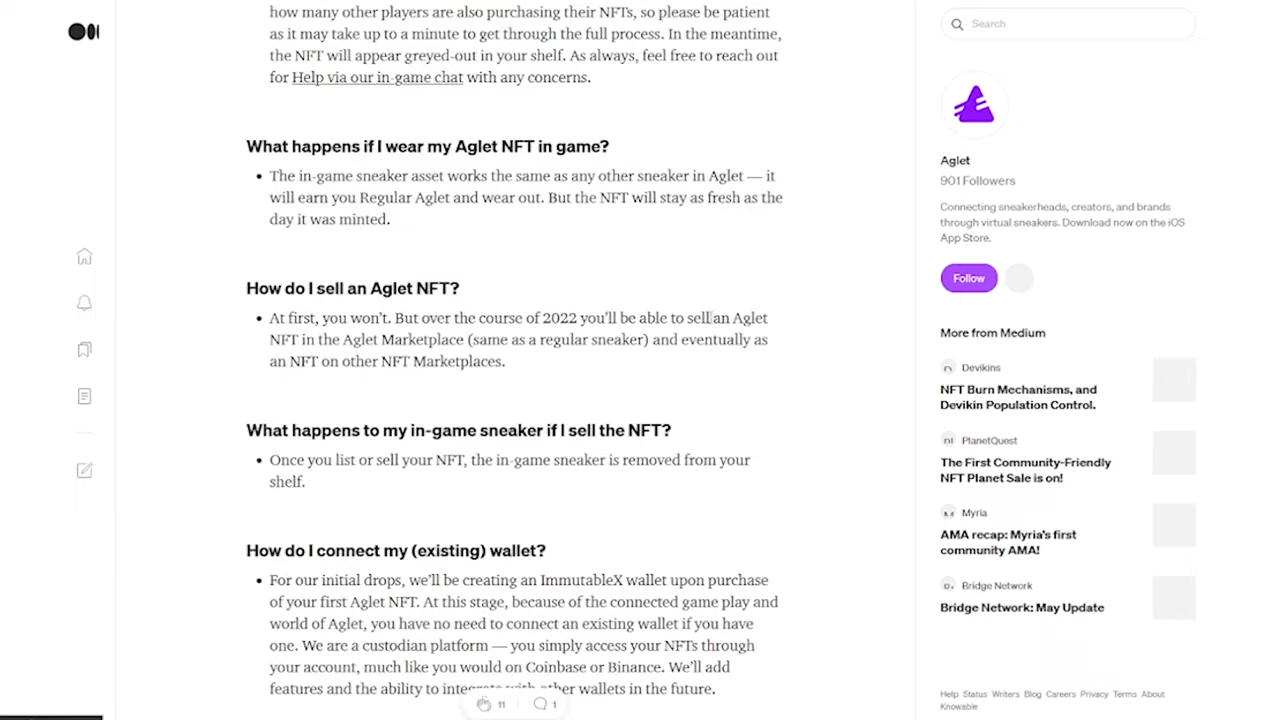 how many other players are also purchasing their NFTs, so please be patient
as it may take up to a minute to get through the full process. In the meantime,
the NFT will appear greyed-out in your shelf. As always, feel free to reach out
for Help via our in-game chat with any concerns.
What happens if I wear my Aglet NFT in game?
• The in-game sneaker asset works the same as any other sneaker in Aglet — it
will earn you Regular Aglet and wear out. But the NFT will stay as fresh as the
day it was minted.
How do I sell an Aglet NFT?
• At first, you won't. But over the course of 2022 you'll be able to sell an Aglet
NFT in the Aglet Marketplace (same as a regular sneaker) and eventually as
an NFT on other NFT Marketplaces.
What happens to my in-game sneaker if I sell the NFT?
• Once you list or sell your NFT, the in-game sneaker is removed from your
shelf.
How do I connect my (existing) wallet?
• For our initial drops, we'll be creating an ImmutableX wallet upon purchase
of your first Aglet NFT. At this stage, because of the connected game play and
world of Aglet, you have no need to connect an existing wallet if you have
one. We are a custodian platform — you simply access your NFTs through
your account, much like you would on Coinbase or Binance. We'll add
features and the ability to integrate with other wallets in the future.
11 1
Search
Aglet
901 Followers
Connecting sneakerheads, creators, and brands
through virtual sneakers. Download now on the iOS
App Store.
Follow
More from Medium
Devikins
NFT Burn Mechanisms, and
Devikin Population Control.
PlanetQuest
The First Community-Friendly
NFT Planet Sale is on!
Myria
AMA recap: Myria's first
community AMA!
Bridge Network
Bridge Network: May Update
Help Status Writers Blog Careers Privacy Terms About
Knowable